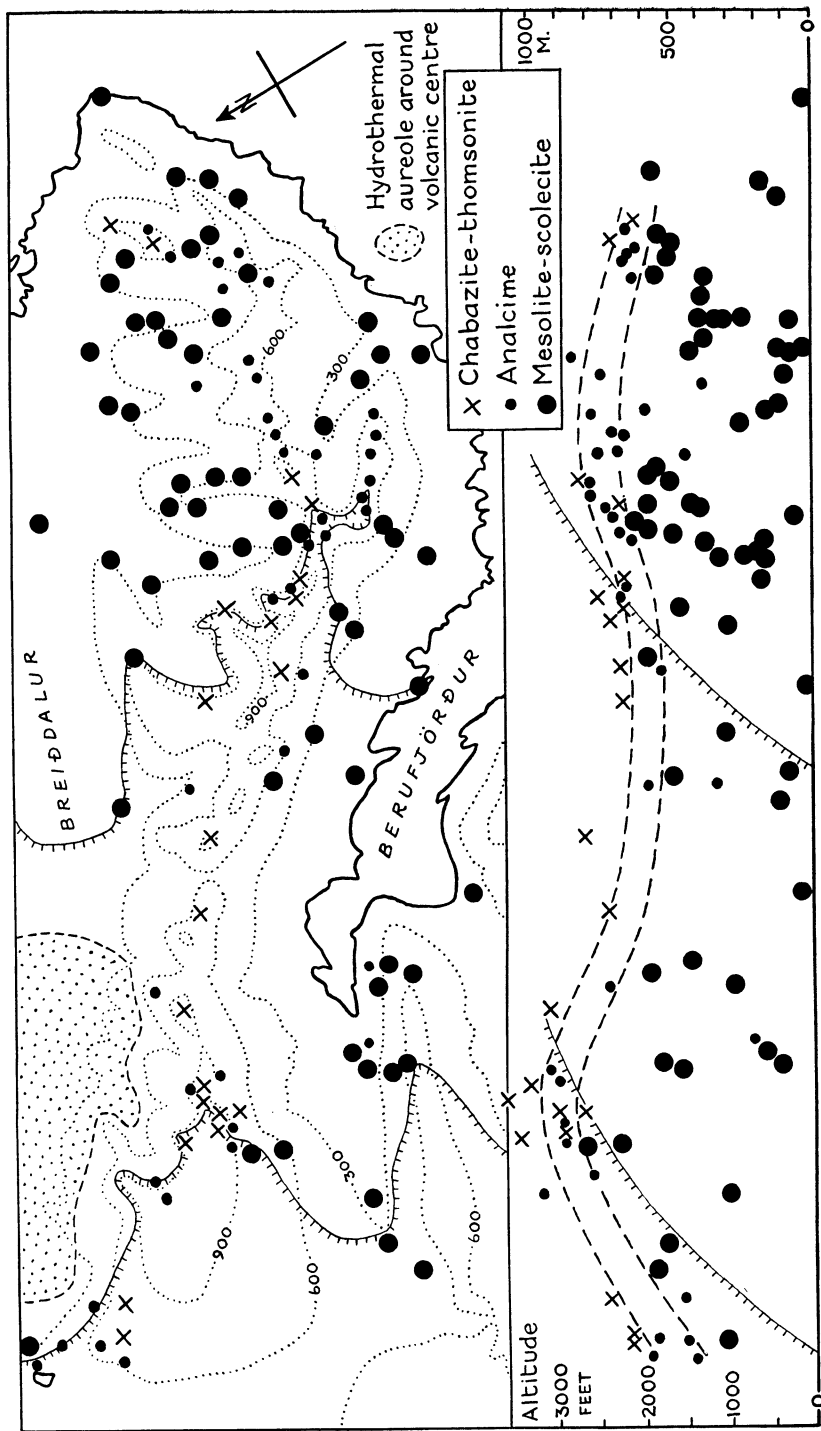 BREIÐDALUR
BERUFJÖRÐUR
900
600
300
900
600
300
600
N
Hydrothermal
aureole around
volcanic centre
× Chabazite-thomsonite
• Analcime
● Mesolite-scolecite
Altitude
3000
FEET
2000
1000
0
1000
M.
500
0